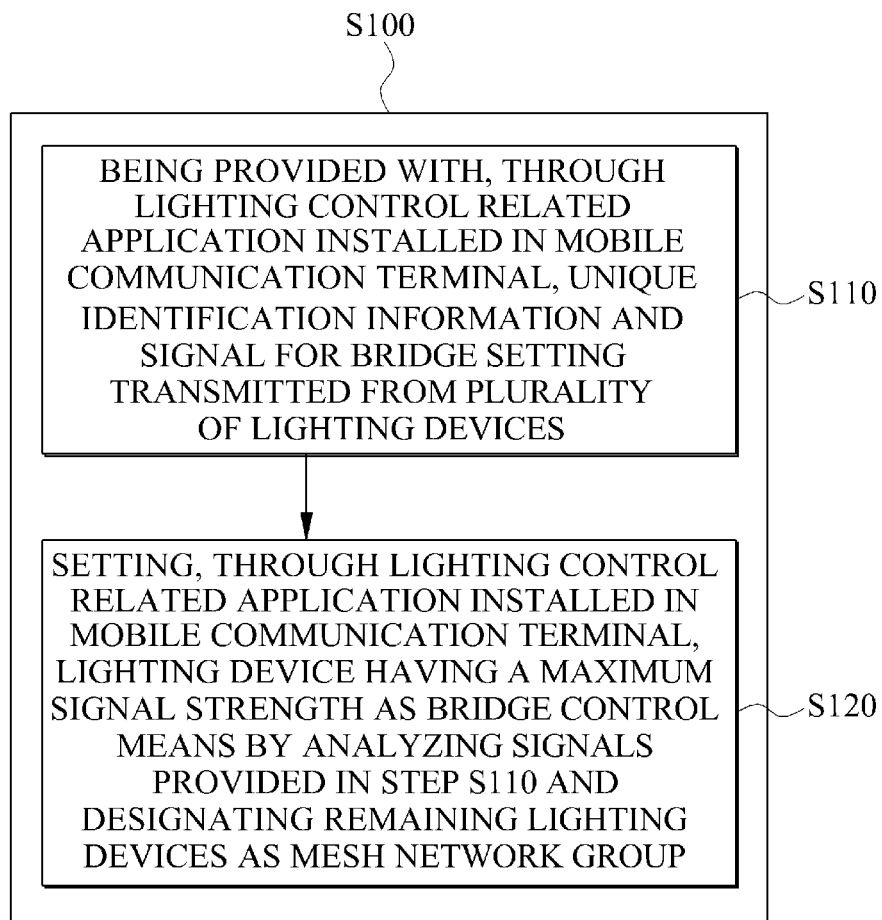 S100
BEING PROVIDED WITH, THROUGH
LIGHTING CONTROL RELATED
APPLICATION INSTALLED IN MOBILE
COMMUNICATION TERMINAL, UNIQUE
IDENTIFICATION INFORMATION AND
SIGNAL FOR BRIDGE SETTING
TRANSMITTED FROM PLURALITY
OF LIGHTING DEVICES
S110
SETTING, THROUGH LIGHTING CONTROL
RELATED APPLICATION INSTALLED IN
MOBILE COMMUNICATION TERMINAL,
LIGHTING DEVICE HAVING A MAXIMUM
SIGNAL STRENGTH AS BRIDGE CONTROL
MEANS BY ANALYZING SIGNALS
PROVIDED IN STEP S110 AND
DESIGNATING REMAINING LIGHTING
DEVICES AS MESH NETWORK GROUP
S120